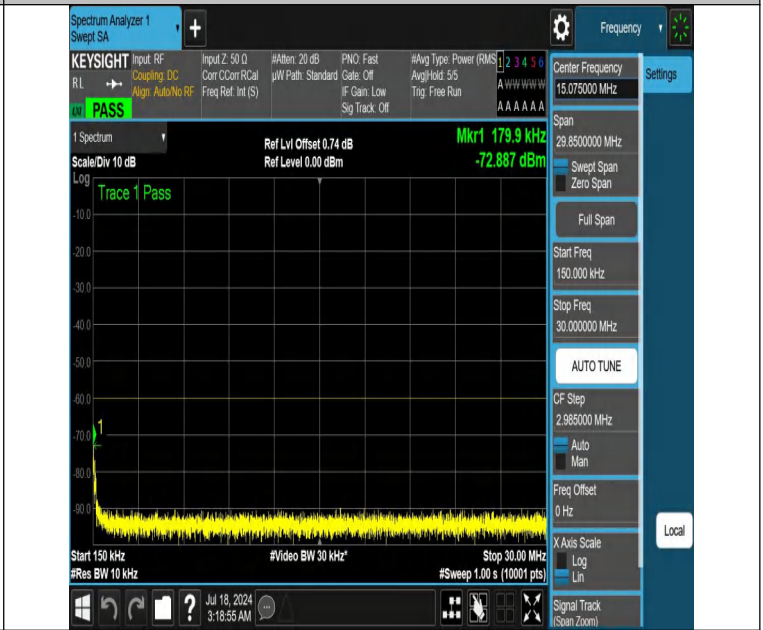 Spectrum Analyzer 1
Swept SA
+
Frequency
KEYSIGHT
RL
PASS
Input: RF
Coupling: DC
Align: Auto/No RF
Input Z: 50 Ω
Corr CCorr RCal
Freq Ref: Int (S)
#Atten: 20 dB
µW Path: Standard
PNO: Fast
Gate: Off
IF Gain: Low
Sig Track: Off
#Avg Type: Power (RMS
Avg|Hold: 5/5
Trig: Free Run
1 2 3 4 5 6
A W W W W W
A A A A A A
1 Spectrum
Scale/Div 10 dB
Ref Lvl Offset 0.74 dB
Ref Level 0.00 dBm
Mkr1 179.9 kHz
-72.887 dBm
Log
Trace 1 Pass
-10.0
-20.0
-30.0
-40.0
-50.0
-60.0
-70.0
-80.0
-90.0
1
Start 150 kHz
#Res BW 10 kHz
#Video BW 30 kHz*
Stop 30.00 MHz
#Sweep 1.00 s (10001 pts)
?
Jul 18, 2024
3:18:55 AM
Center Frequency
15.075000 MHz
Settings
Span
29.8500000 MHz
Swept Span
Zero Span
Full Span
Start Freq
150.000 kHz
Stop Freq
30.000000 MHz
AUTO TUNE
CF Step
2.985000 MHz
Auto
Man
Freq Offset
0 Hz
Local
X Axis Scale
Log
Lin
Signal Track
(Span Zoom)